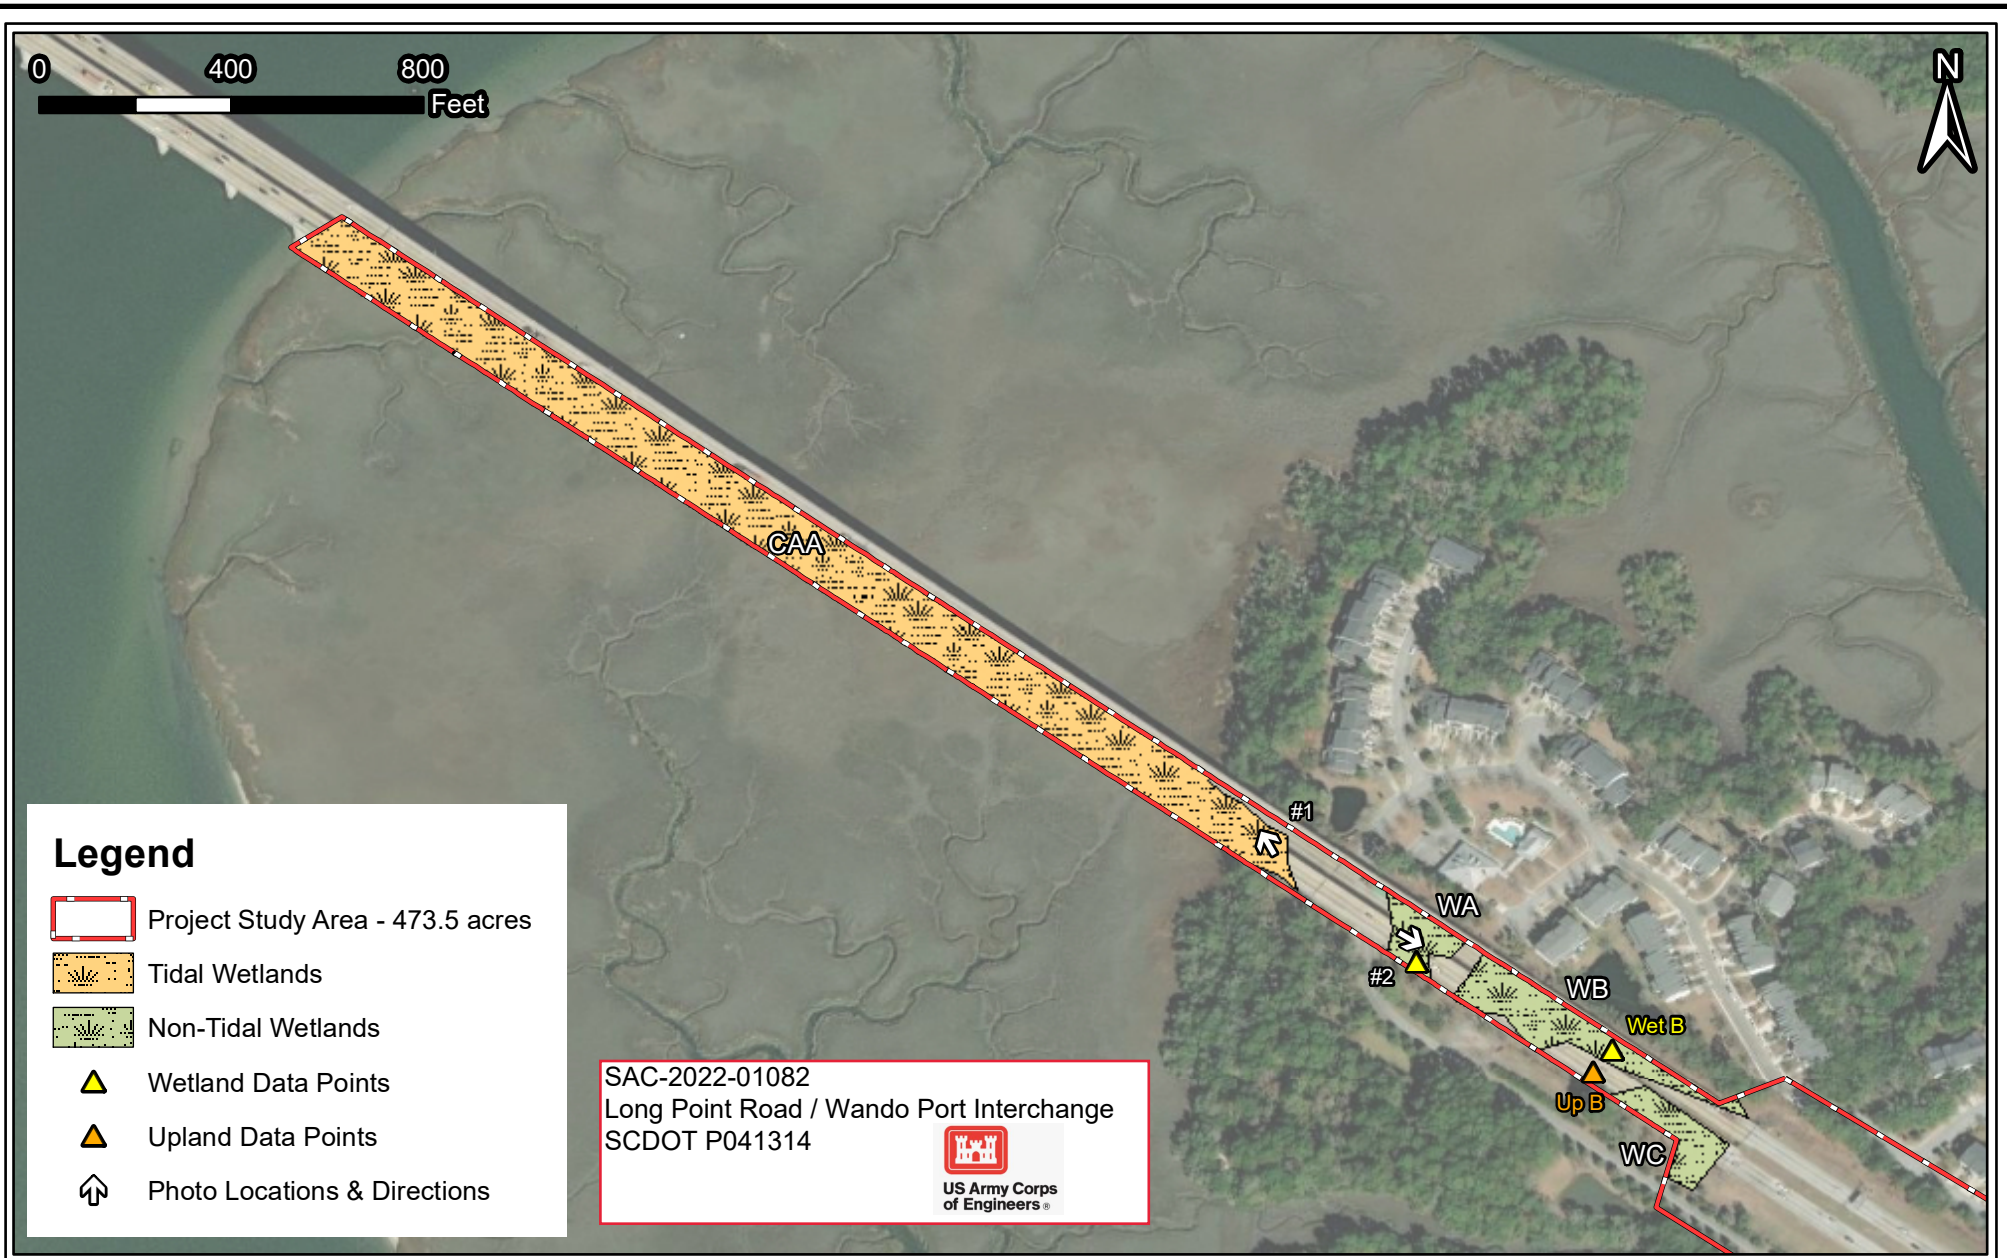 0 400 800
Feet
N
CAA
#1
WA
#2
WB
Wet B
Up B
WC
Legend
Project Study Area - 473.5 acres
Tidal Wetlands
Non-Tidal Wetlands
Wetland Data Points
Upland Data Points
Photo Locations & Directions
SAC-2022-01082
Long Point Road / Wando Port Interchange
SCDOT P041314
US Army Corps
of Engineers ®